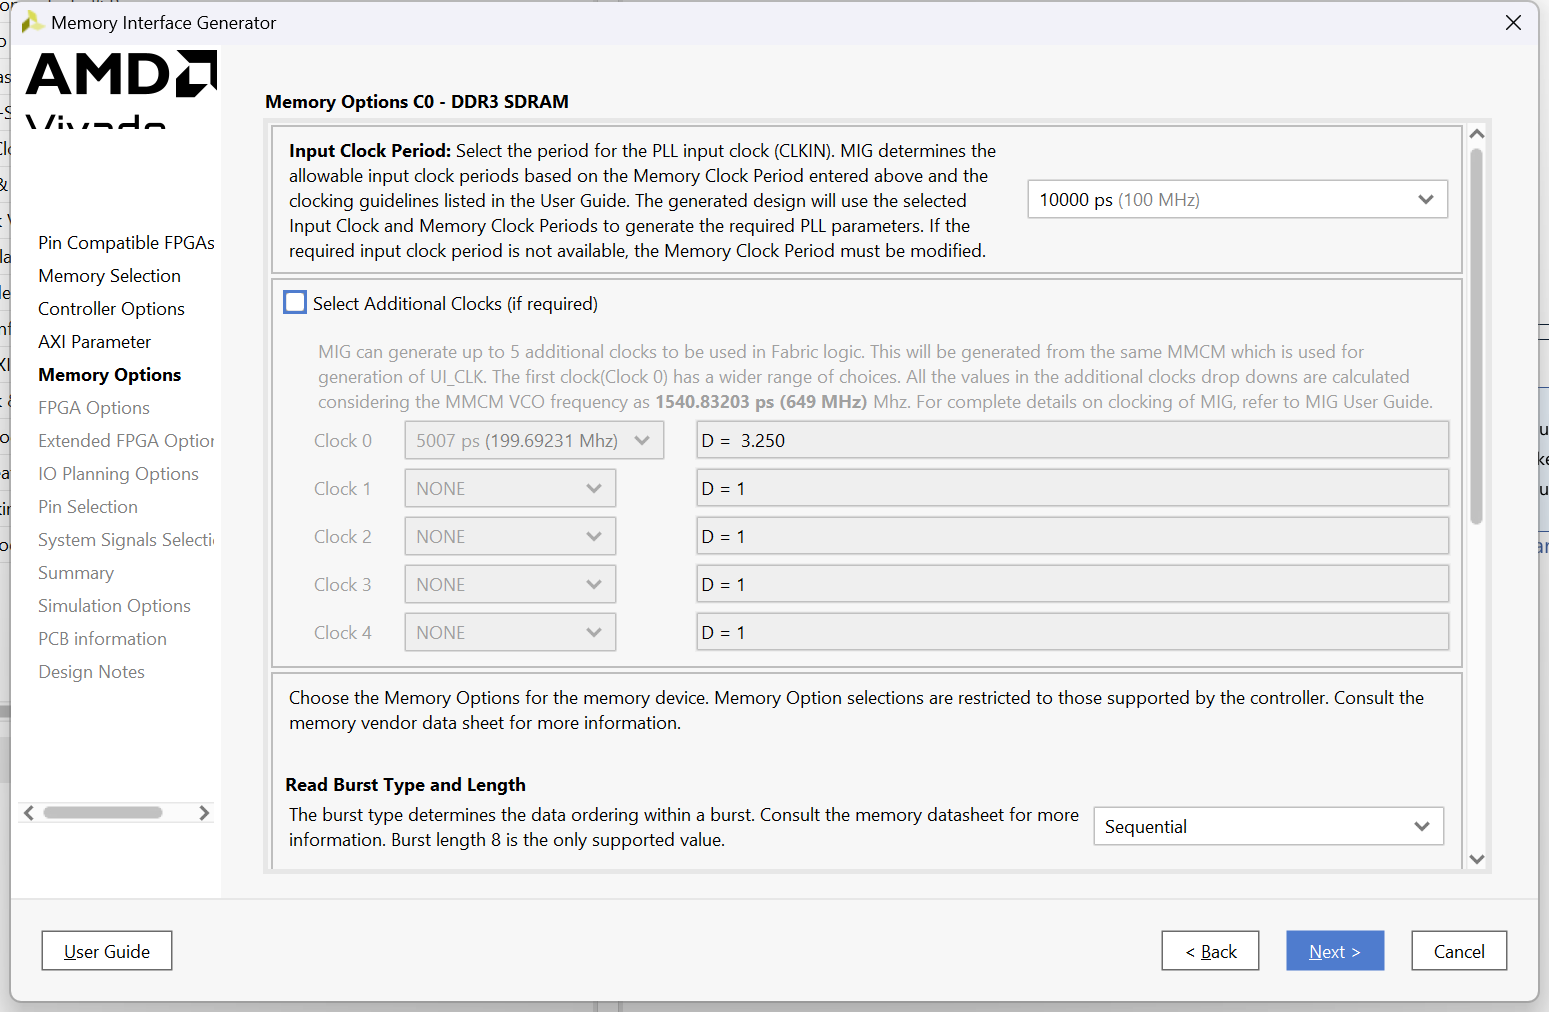 Memory Interface Generator
AMD
Vivado
Pin Compatible FPGAs
Memory Selection
Controller Options
AXI Parameter
Memory Options
FPGA Options
Extended FPGA Option
IO Planning Options
Pin Selection
System Signals Selecti
Summary
Simulation Options
PCB information
Design Notes
Memory Options C0 - DDR3 SDRAM
Input Clock Period: Select the period for the PLL input clock (CLKIN). MIG determines the
allowable input clock periods based on the Memory Clock Period entered above and the
clocking guidelines listed in the User Guide. The generated design will use the selected
Input Clock and Memory Clock Periods to generate the required PLL parameters. If the
required input clock period is not available, the Memory Clock Period must be modified.
10000 ps (100 MHz)
Select Additional Clocks (if required)
MIG can generate up to 5 additional clocks to be used in Fabric logic. This will be generated from the same MMCM which is used for
generation of UI_CLK. The first clock(Clock 0) has a wider range of choices. All the values in the additional clocks drop downs are calculated
considering the MMCM VCO frequency as 1540.83203 ps (649 MHz) Mhz. For complete details on clocking of MIG, refer to MIG User Guide.
Clock 0 5007 ps (199.69231 Mhz) D =  3.250
Clock 1 NONE D = 1
Clock 2 NONE D = 1
Clock 3 NONE D = 1
Clock 4 NONE D = 1
Choose the Memory Options for the memory device. Memory Option selections are restricted to those supported by the controller. Consult the
memory vendor data sheet for more information.
Read Burst Type and Length
The burst type determines the data ordering within a burst. Consult the memory datasheet for more
information. Burst length 8 is the only supported value.
Sequential
User Guide
< Back
Next >
Cancel